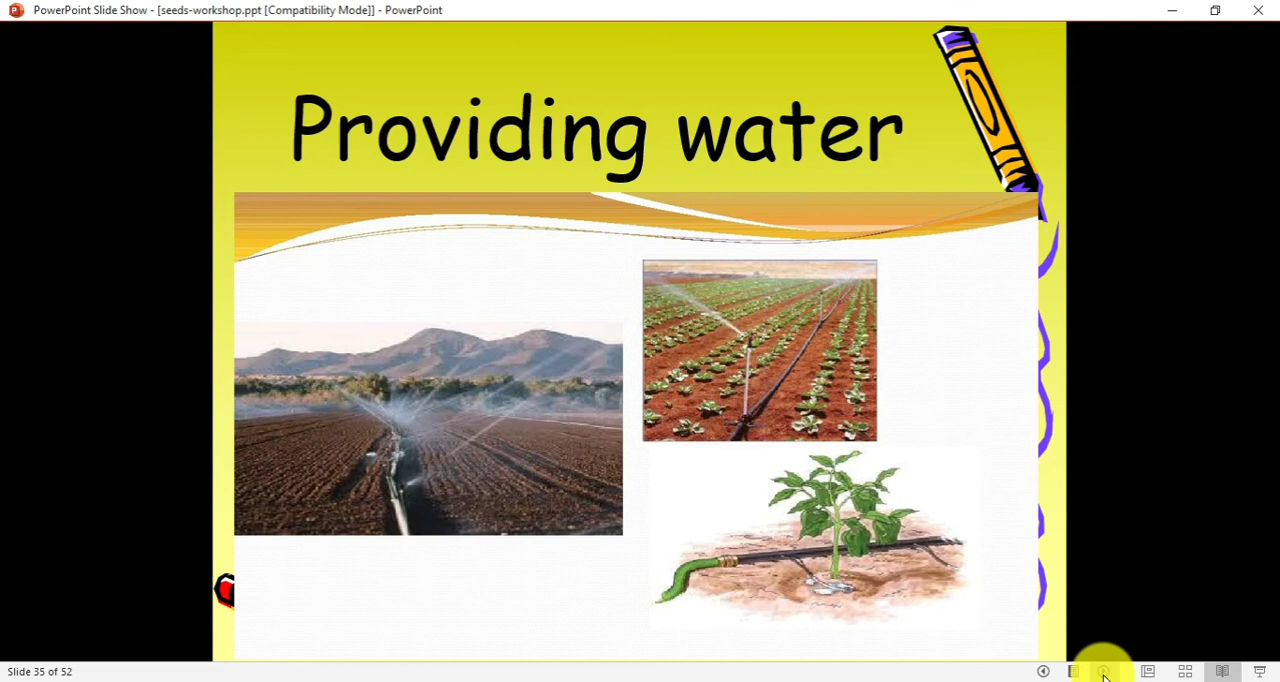 PowerPoint Slide Show - [seeds-workshop.ppt [Compatibility Mode]] - PowerPoint
Providing water
Slide 35 of 52